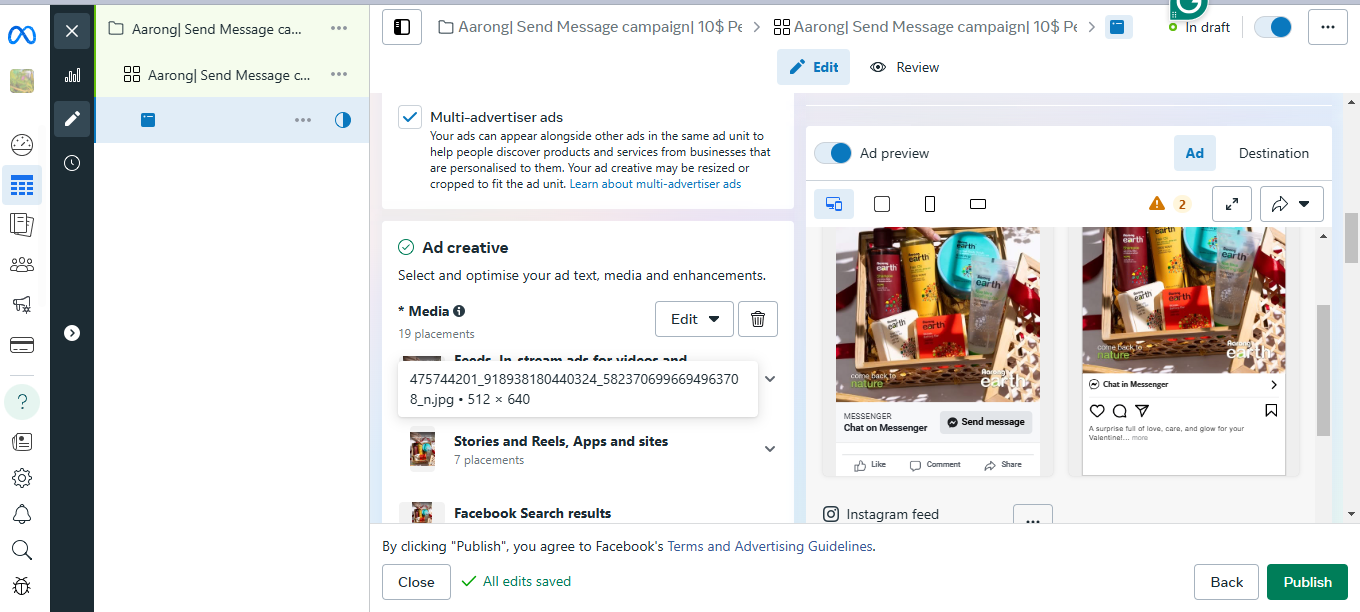 Aarong| Send Message ca...
Aarong| Send Message c...
Aarong| Send Message campaign| 10$ Pe
Aarong| Send Message campaign| 10$ Pe
In draft
Edit
Review
Multi-advertiser ads
Your ads can appear alongside other ads in the same ad unit to
help people discover products and services from businesses that
are personalised to them. Your ad creative may be resized or
cropped to fit the ad unit. Learn about multi-advertiser ads
Ad creative
Select and optimise your ad text, media and enhancements.
* Media
19 placements
Edit
Feeds, In-stream ads for videos and
475744201_918938180440324_582370699669496370
8_n.jpg • 512 × 640
Stories and Reels, Apps and sites
7 placements
Facebook Search results
Ad preview
Ad
Destination
2
earth
earth
earth
come back to
nature
Aarong
earth
MESSENGER
Chat on Messenger
Send message
Like
Comment
Share
earth
earth
earth
come back to
nature
Aarong
earth
Chat in Messenger
A surprise full of love, care, and glow for your
Valentine!... more
Instagram feed
By clicking "Publish", you agree to Facebook's Terms and Advertising Guidelines.
Close
All edits saved
Back
Publish